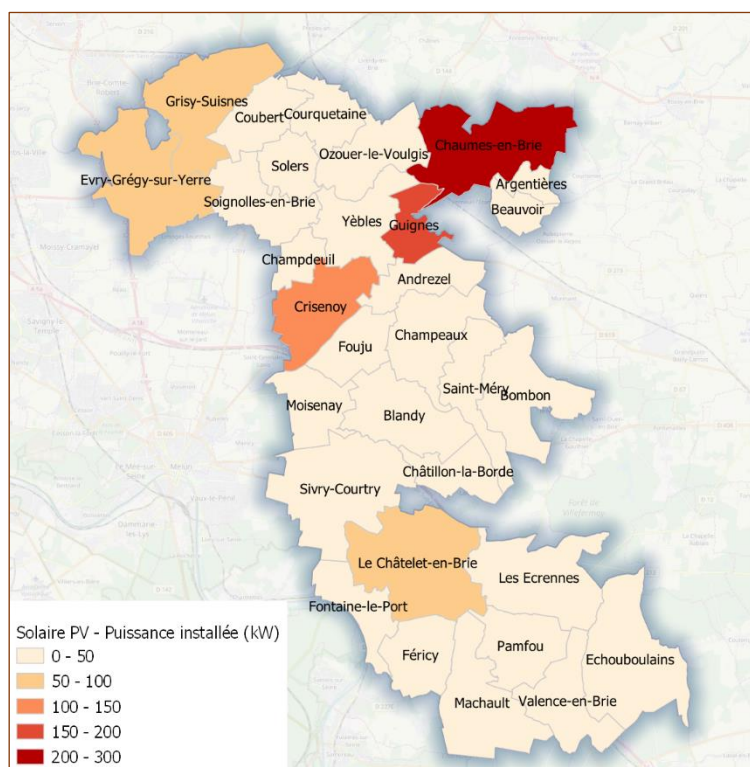 Grisy-Suisnes
Coubert
Courquetaine
Chaumes-en-Brie
Ozouer-le-Voulgis
Solers
Evry-Grégy-sur-Yerre
Argentières
Soignolles-en-Brie
Beauvoir
Yèbles
Guignes
Champdeuil
Andrezel
Crisenoy
Champeaux
Fouju
Saint-Méry
Bombon
Moisenay
Blandy
Châtillon-la-Borde
Sivry-Courtry
Le Châtelet-en-Brie
Les Ecrennes
Fontaine-le-Port
Pamfou
Féricy
Echouboulains
Machault
Valence-en-Brie
Solaire PV - Puissance installée (kW)
0 - 50
50 - 100
100 - 150
150 - 200
200 - 300